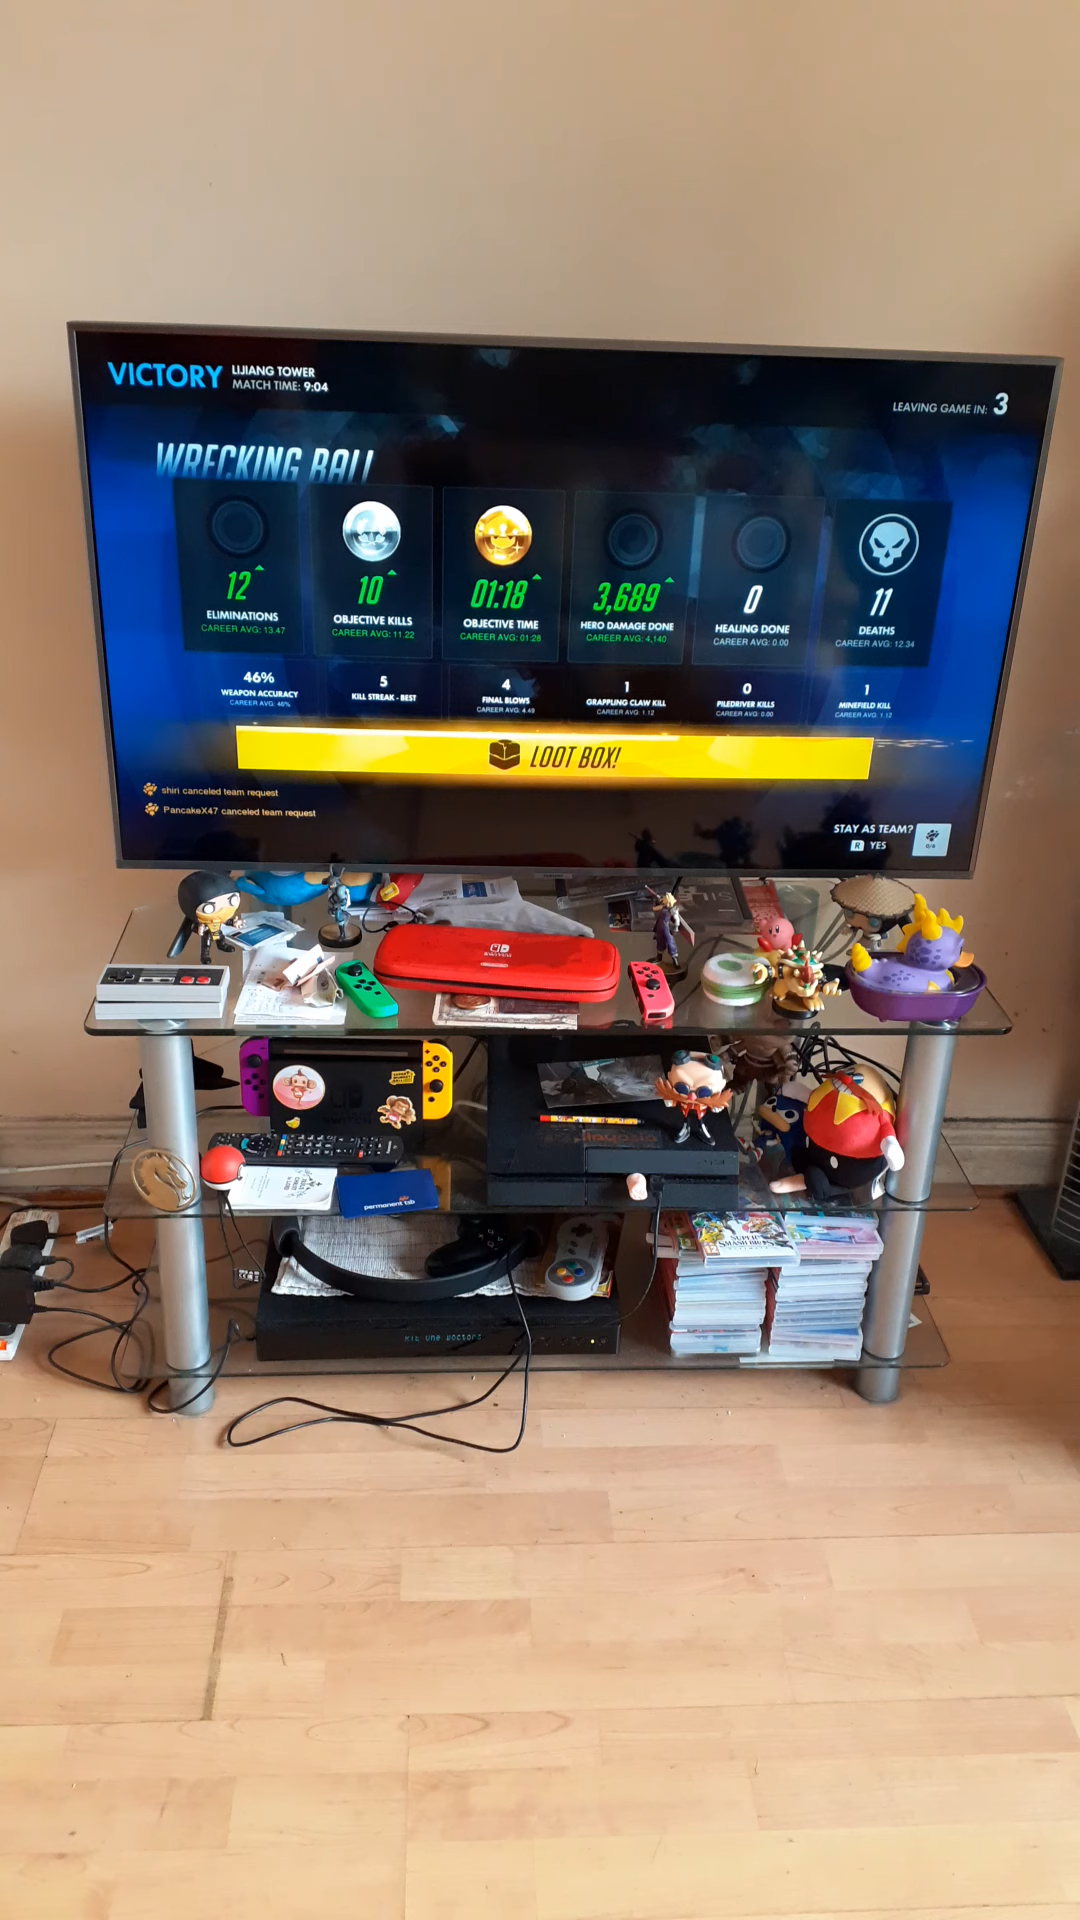 VICTORY
LIJIANG TOWER
MATCH TIME: 9:04
LEAVING GAME IN: 3
WRECKING BALL
12
ELIMINATIONS
CAREER AVG: 13.47
10
OBJECTIVE KILLS
CAREER AVG: 11.22
01:18
OBJECTIVE TIME
CAREER AVG: 01:28
3,689
HERO DAMAGE DONE
CAREER AVG: 4,140
0
HEALING DONE
CAREER AVG: 0.00
11
DEATHS
CAREER AVG: 12.34
46%
WEAPON ACCURACY
CAREER AVG: 46%
5
KILL STREAK - BEST
4
FINAL BLOWS
CAREER AVG: 4.49
1
GRAPPLING CLAW KILL
CAREER AVG: 1.12
0
PILEDRIVER KILLS
CAREER AVG: 0.00
1
MINEFIELD KILL
CAREER AVG: 1.12
LOOT BOX!
shiri canceled team request
PancakeX47 canceled team request
STAY AS TEAM?
R YES
0/6
permanent tsb
SUPER
SMASH BROS